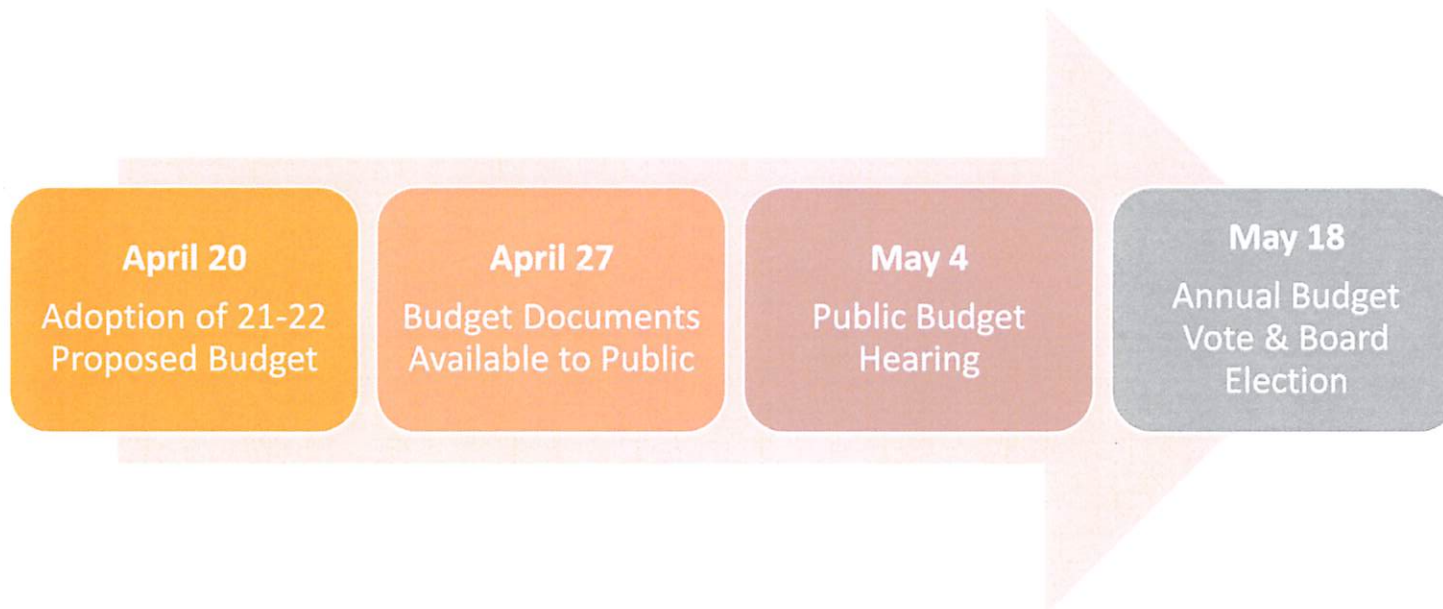 April 20
Adoption of 21-22
Proposed Budget
April 27
Budget Documents
Available to Public
May 4
Public Budget
Hearing
May 18
Annual Budget
Vote & Board
Election